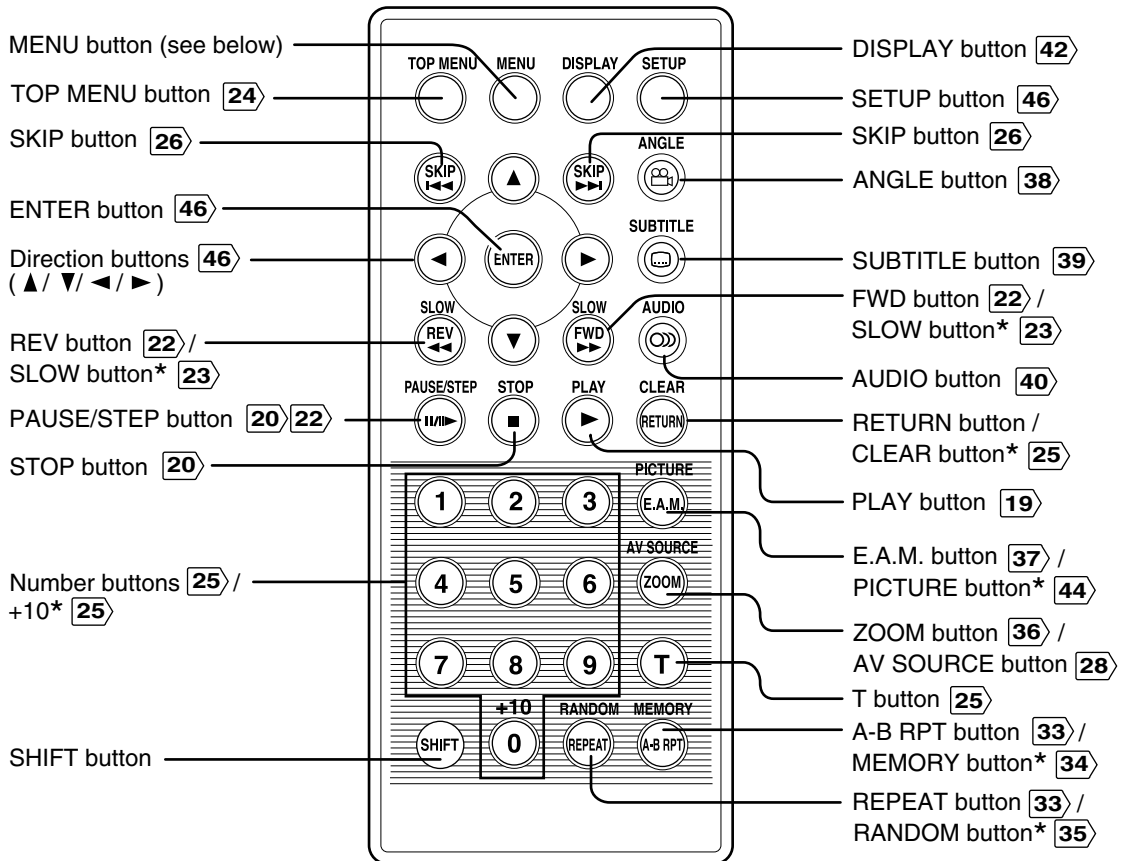 MENU button (see below)
TOP MENU button 24
SKIP button 26
ENTER button 46
Direction buttons 46
( ▲ / ▼ / ◄ / ► )
REV button 22 /
SLOW button* 23
PAUSE/STEP button 20 22
STOP button 20
Number buttons 25 /
+10* 25
SHIFT button
TOP MENU MENU DISPLAY SETUP
ANGLE
SKIP SKIP
SUBTITLE
ENTER
SLOW SLOW AUDIO
REV FWD
PAUSE/STEP STOP PLAY CLEAR
RETURN
PICTURE
1 2 3 E.A.M.
AV SOURCE
4 5 6 ZOOM
7 8 9 T
+10 RANDOM MEMORY
SHIFT 0 REPEAT A-B RPT
DISPLAY button 42
SETUP button 46
SKIP button 26
ANGLE button 38
SUBTITLE button 39
FWD button 22 /
SLOW button* 23
AUDIO button 40
RETURN button /
CLEAR button* 25
PLAY button 19
E.A.M. button 37 /
PICTURE button* 44
ZOOM button 36 /
AV SOURCE button 28
T button 25
A-B RPT button 33 /
MEMORY button* 34
REPEAT button 33 /
RANDOM button* 35